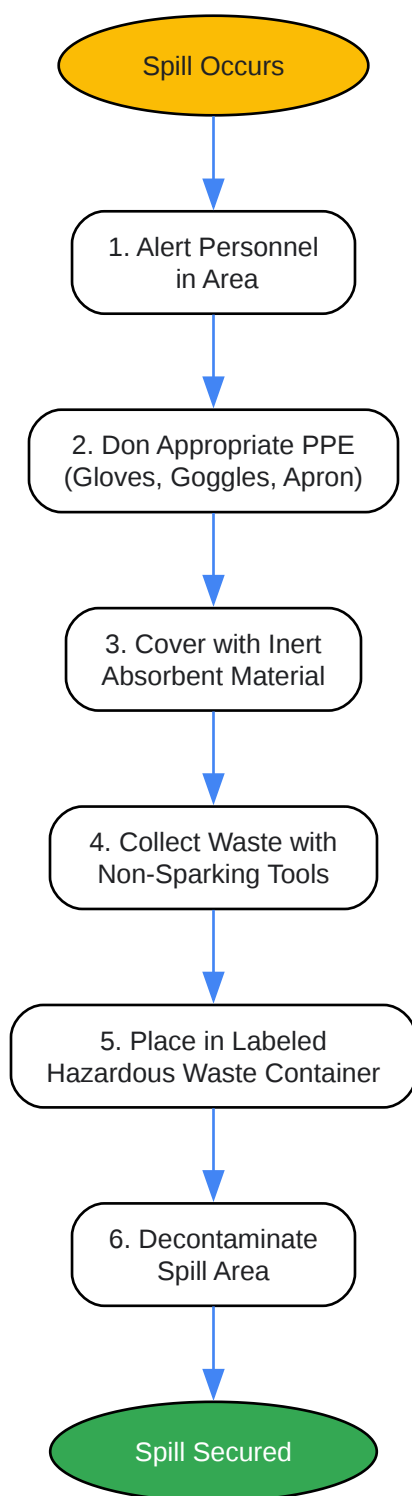 Spill Occurs
1. Alert Personnel
in Area
2. Don Appropriate PPE
(Gloves, Goggles, Apron)
3. Cover with Inert
Absorbent Material
4. Collect Waste with
Non-Sparking Tools
5. Place in Labeled
Hazardous Waste Container
6. Decontaminate
Spill Area
Spill Secured